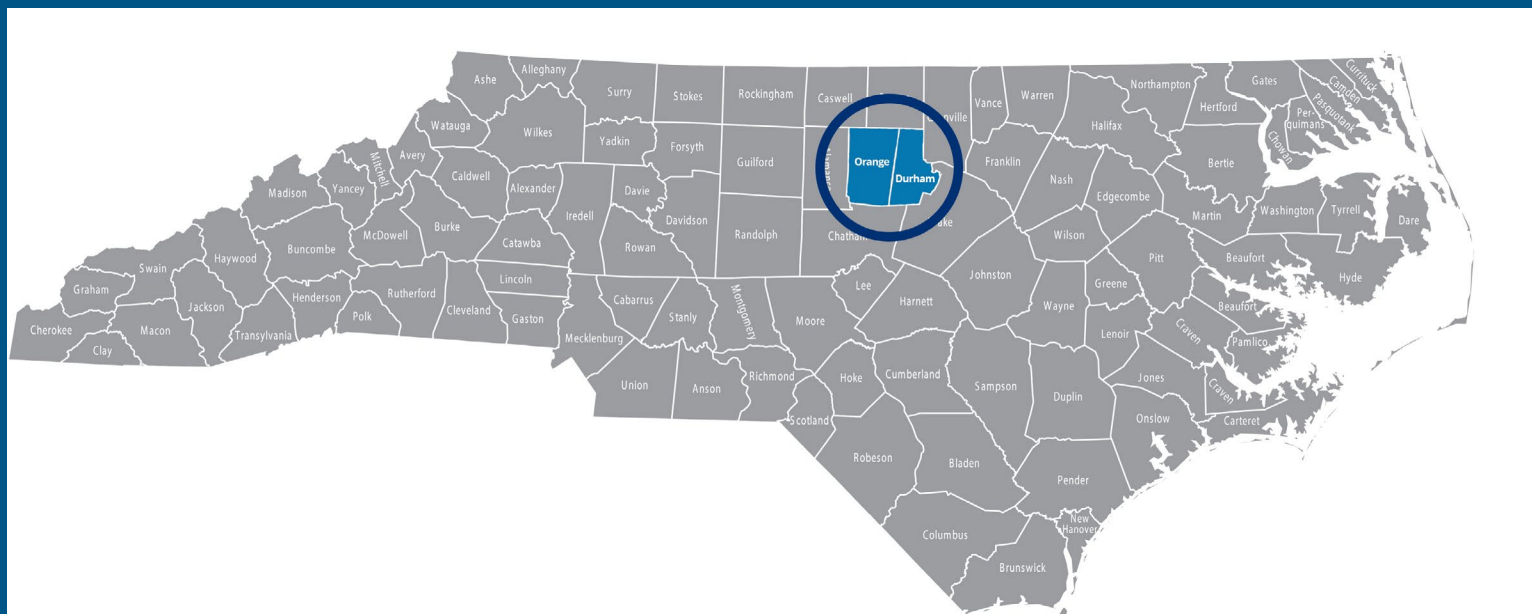 Ashe
Alleghany
Surry
Stokes
Rockingham
Caswell
Vance
Warren
Northampton
Gates
Currituck
Camden
Pasquotank
Per-
quimans
Chowan
Hertford
Halifax
Watauga
Wilkes
Yadkin
Forsyth
Guilford
Orange
Durham
Franklin
Nash
Edgecombe
Bertie
Mitchell
Avery
Caldwell
Alexander
Davie
Iredell
Madison
Yancey
Martin
Washington
Tyrrell
Dare
McDowell
Burke
Catawba
Rowan
Davidson
Randolph
Chatham
Wilson
Pitt
Beaufort
Hyde
Buncombe
Haywood
Swain
Graham
Jackson
Henderson
Rutherford
Lincoln
Cleveland
Gaston
Polk
Transylvania
Macon
Cherokee
Clay
Mecklenburg
Cabarrus
Stanly
Montgomery
Moore
Lee
Harnett
Johnston
Wayne
Greene
Lenoir
Craven
Beaufort
Pamlico
Craven
Jones
Carteret
Onslow
Duplin
Sampson
Cumberland
Hoke
Richmond
Scotland
Anson
Union
Robeson
Bladen
Pender
New
Hanover
Columbus
Brunswick